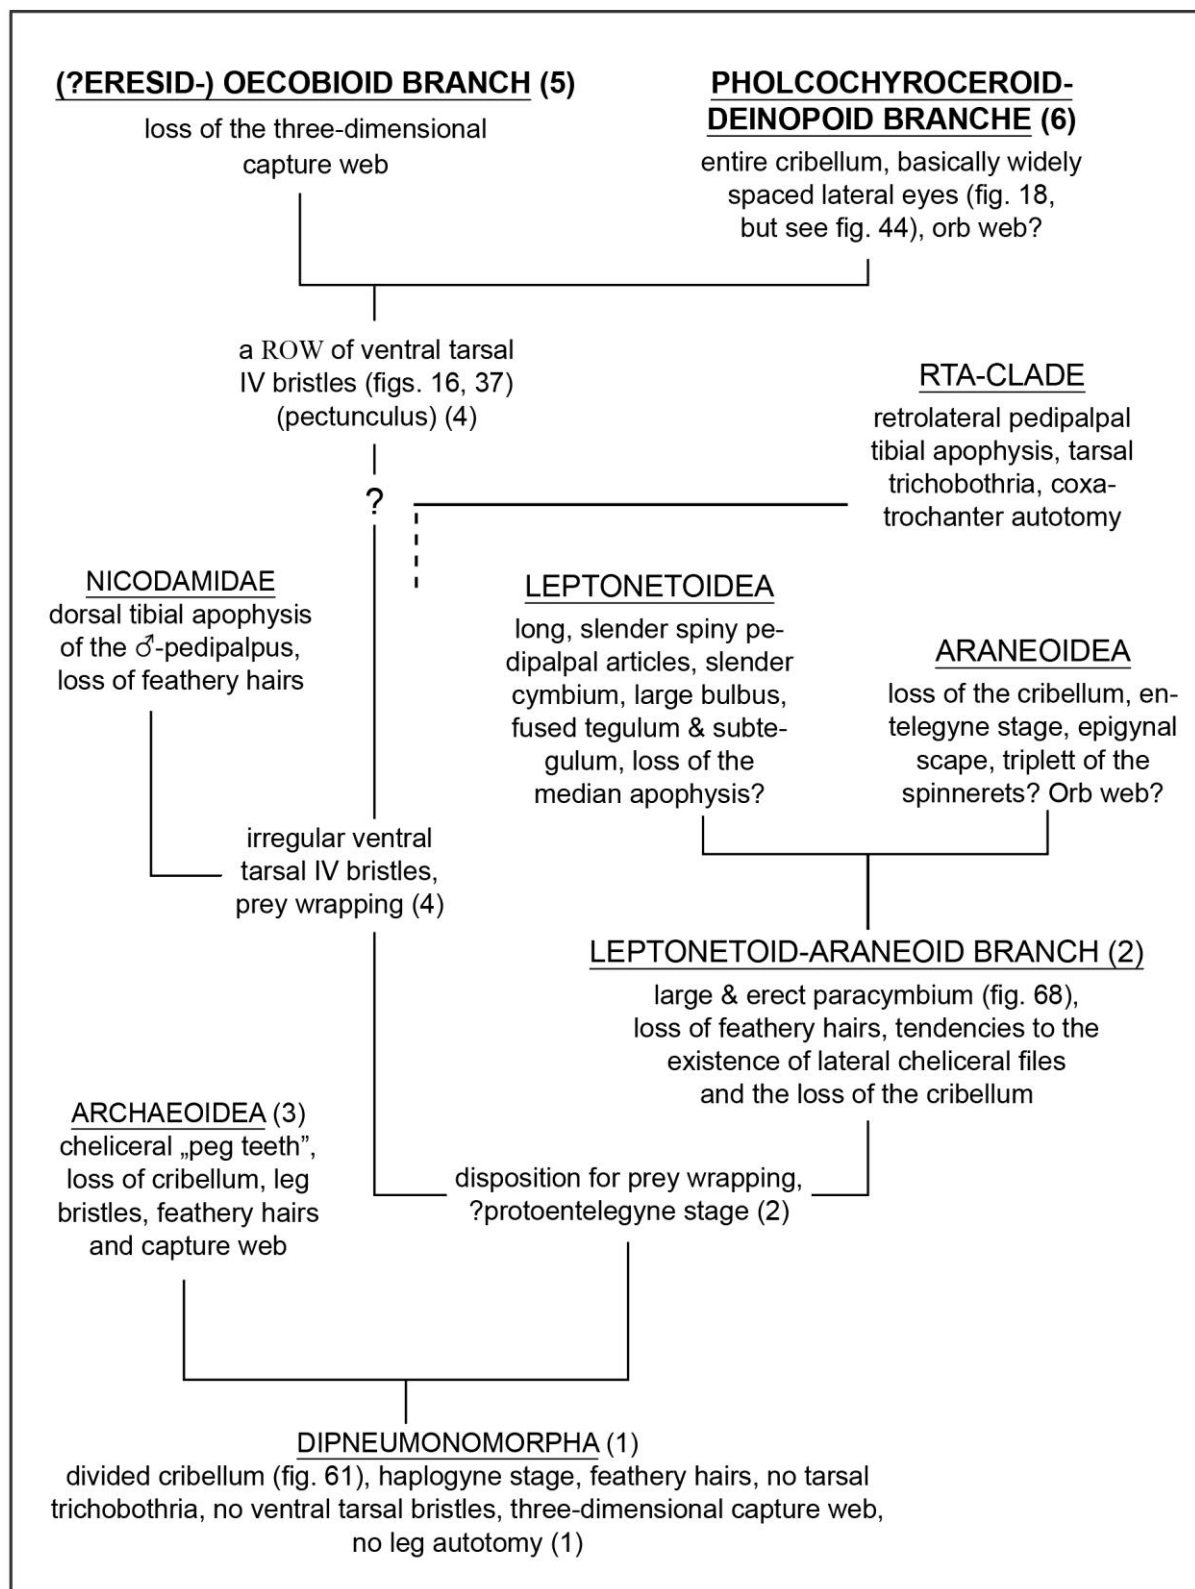 (?ERESID-) OECOBIOID BRANCH (5)
loss of the three-dimensional
capture web
PHOLCOCHYROCEROID-
DEINOPOID BRANCHE (6)
entire cribellum, basically widely
spaced lateral eyes (fig. 18,
but see fig. 44), orb web?
a ROW of ventral tarsal
IV bristles (figs. 16, 37)
(pectunculus) (4)
RTA-CLADE
retrolateral pedipalpal
tibial apophysis, tarsal
trichobothria, coxa-
trochanter autotomy
?
NICODAMIDAE
dorsal tibial apophysis
of the ♂-pedipalpus,
loss of feathery hairs
LEPTONETOIDEA
long, slender spiny pe-
dipalpal articles, slender
cymbium, large bulbus,
fused tegulum & subte-
gulum, loss of the
median apophysis?
ARANEOIDEA
loss of the cribellum, en-
telegyne stage, epigynal
scape, triplett of the
spinnerets? Orb web?
irregular ventral
tarsal IV bristles,
prey wrapping (4)
LEPTONETOID-ARANEOID BRANCH (2)
large & erect paracymbium (fig. 68),
loss of feathery hairs, tendencies to the
existence of lateral cheliceral files
and the loss of the cribellum
ARCHAEOIDEA (3)
cheliceral „peg teeth”,
loss of cribellum, leg
bristles, feathery hairs
and capture web
disposition for prey wrapping,
?protoentelegyne stage (2)
DIPNEUMONOMORPHA (1)
divided cribellum (fig. 61), haplogyne stage, feathery hairs, no tarsal
trichobothria, no ventral tarsal bristles, three-dimensional capture web,
no leg autotomy (1)